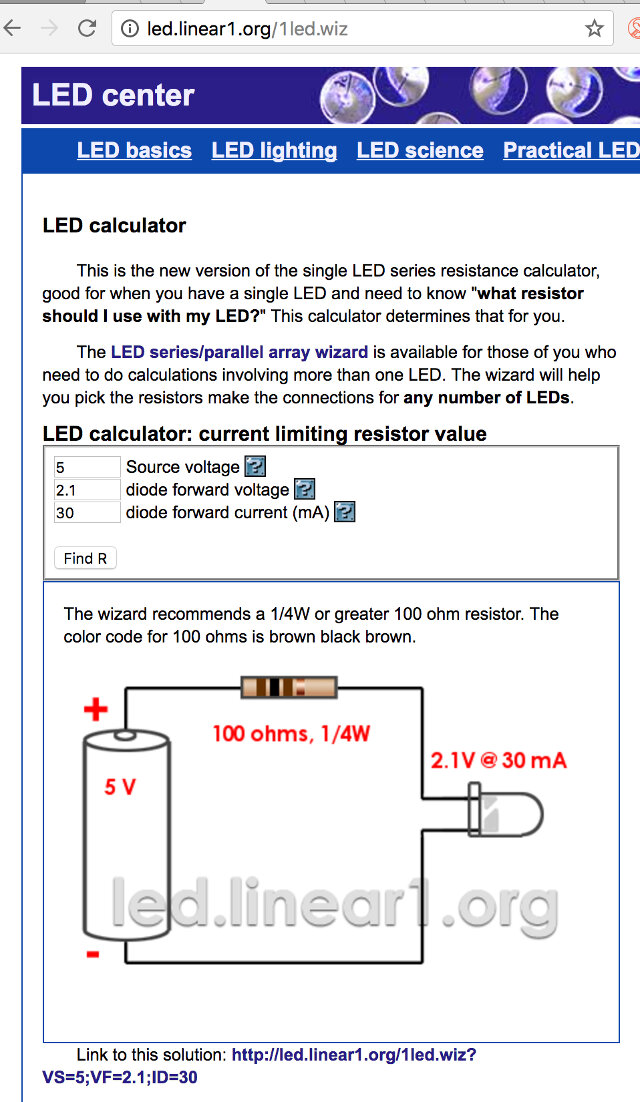 led.linear1.org/1led.wiz
LED center
LED basics LED lighting LED science Practical LED
LED calculator
This is the new version of the single LED series resistance calculator,
good for when you have a single LED and need to know "what resistor
should I use with my LED?" This calculator determines that for you.
The LED series/parallel array wizard is available for those of you who
need to do calculations involving more than one LED. The wizard will help
you pick the resistors make the connections for any number of LEDs.
LED calculator: current limiting resistor value
5 Source voltage ?
2.1 diode forward voltage ?
30 diode forward current (mA) ?
Find R
The wizard recommends a 1/4W or greater 100 ohm resistor. The
color code for 100 ohms is brown black brown.
+
100 ohms, 1/4W
2.1V @ 30 mA
5 V
led.linear1.org
-
Link to this solution: http://led.linear1.org/1led.wiz?
VS=5;VF=2.1;ID=30